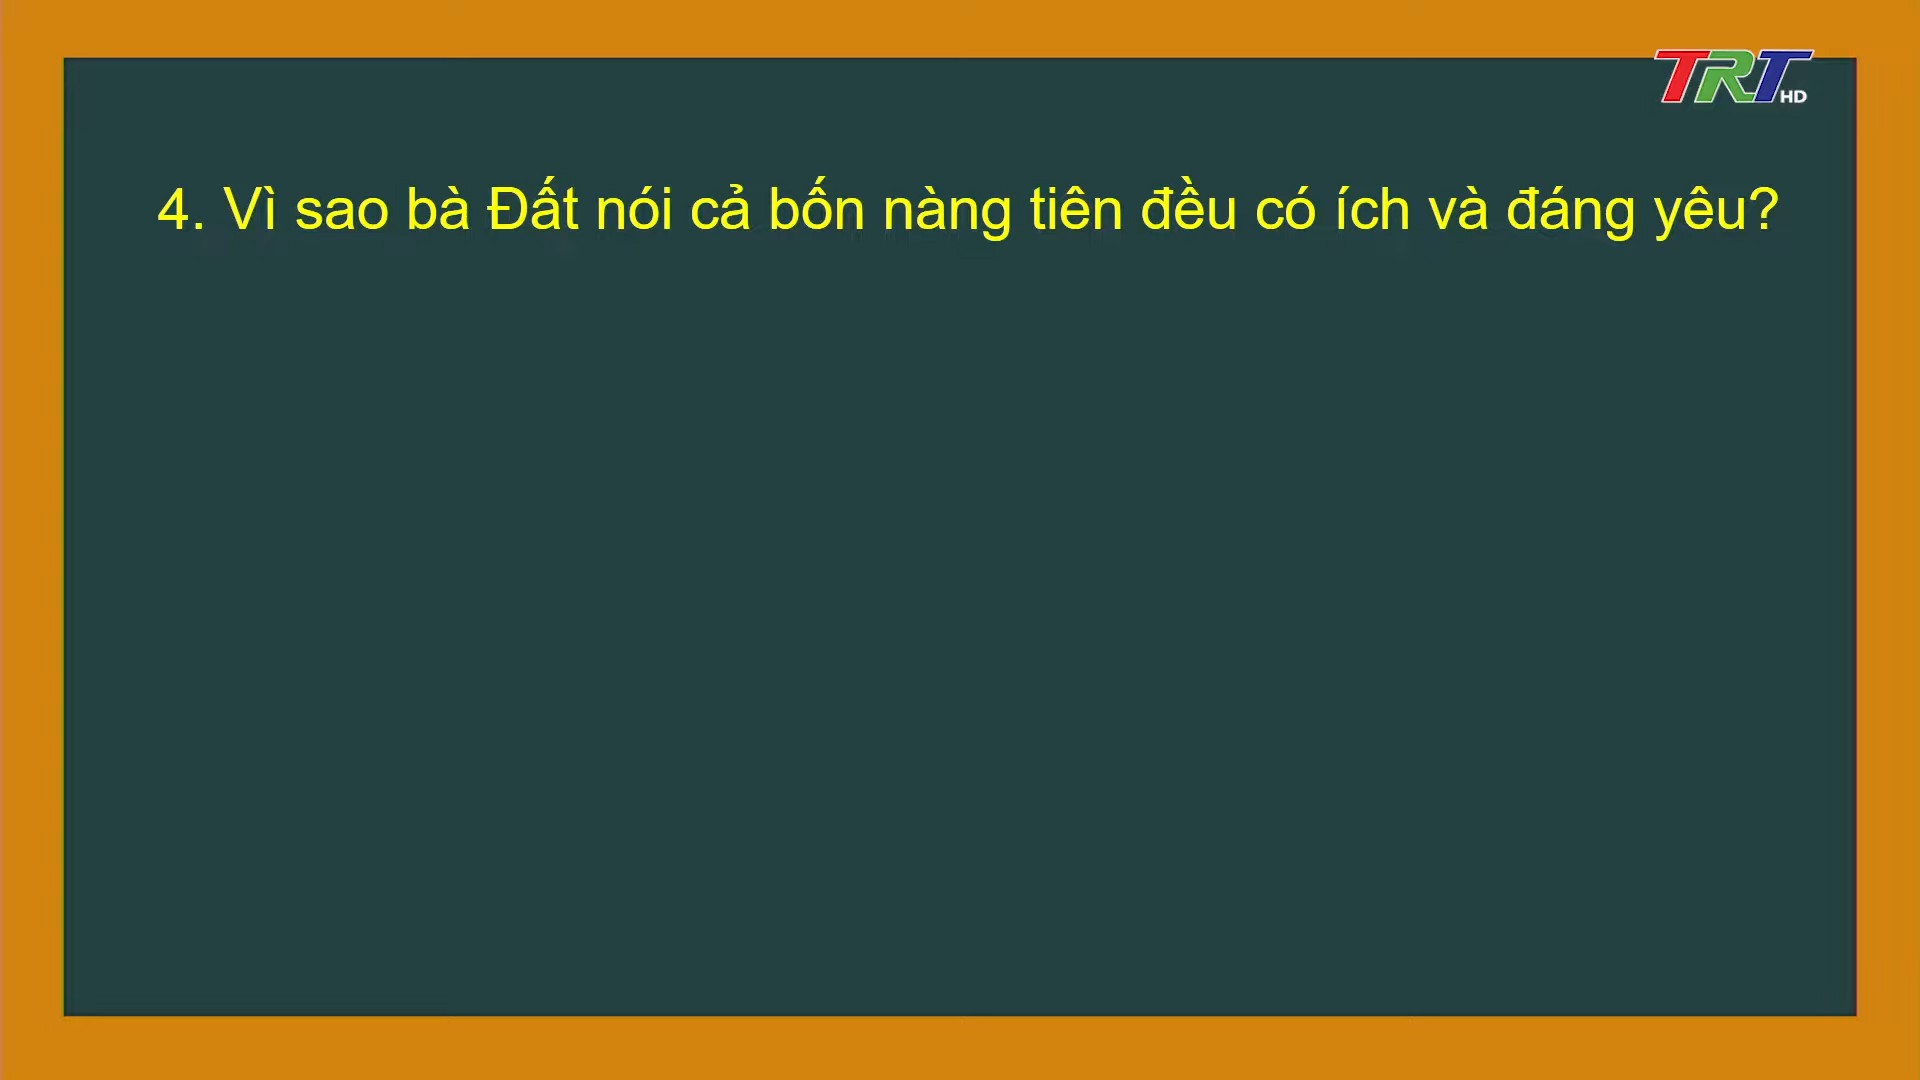 TRT HD
4. Vì sao bà Đất nói cả bốn nàng tiên đều có ích và đáng yêu?